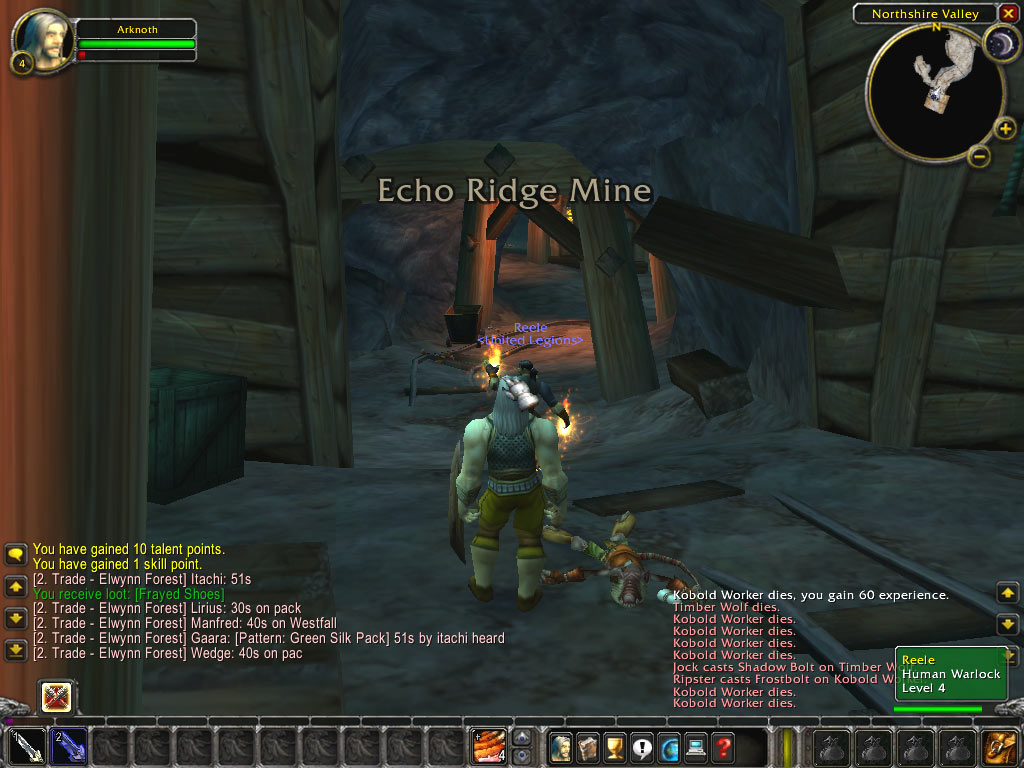 Arknoth
4
Northshire Valley
N
Echo Ridge Mine
Reele
<United Legions>
You have gained 10 talent points.
You have gained 1 skill point.
[2. Trade - Elwynn Forest] Itachi: 51s
You receive loot: [Frayed Shoes]
[2. Trade - Elwynn Forest] Lirius: 30s on pack
[2. Trade - Elwynn Forest] Manfred: 40s on Westfall
[2. Trade - Elwynn Forest] Gaara: [Pattern: Green Silk Pack] 51s by itachi heard
[2. Trade - Elwynn Forest] Wedge: 40s on pac
Kobold Worker dies, you gain 60 experience.
Timber Wolf dies.
Kobold Worker dies.
Kobold Worker dies.
Kobold Worker dies.
Kobold Worker dies.
Jock casts Shadow Bolt on Timber Wolf
Ripster casts Frostbolt on Kobold
Kobold Worker dies.
Kobold Worker dies.
Reele
Human Warlock
Level 4
1
2
4